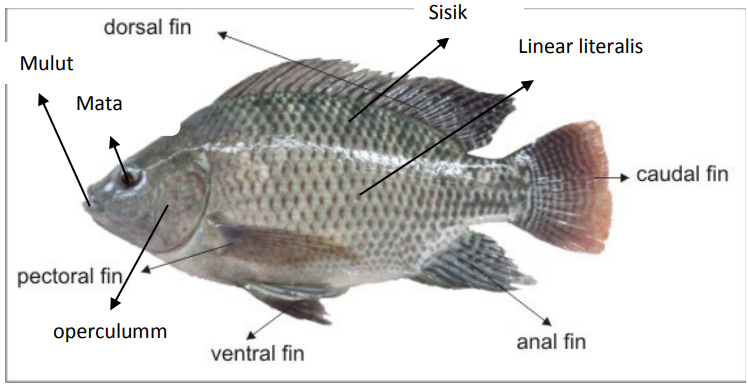 Sisik
dorsal fin
Linear literalis
Mulut
Mata
caudal fin
pectoral fin
operculumm
ventral fin
anal fin